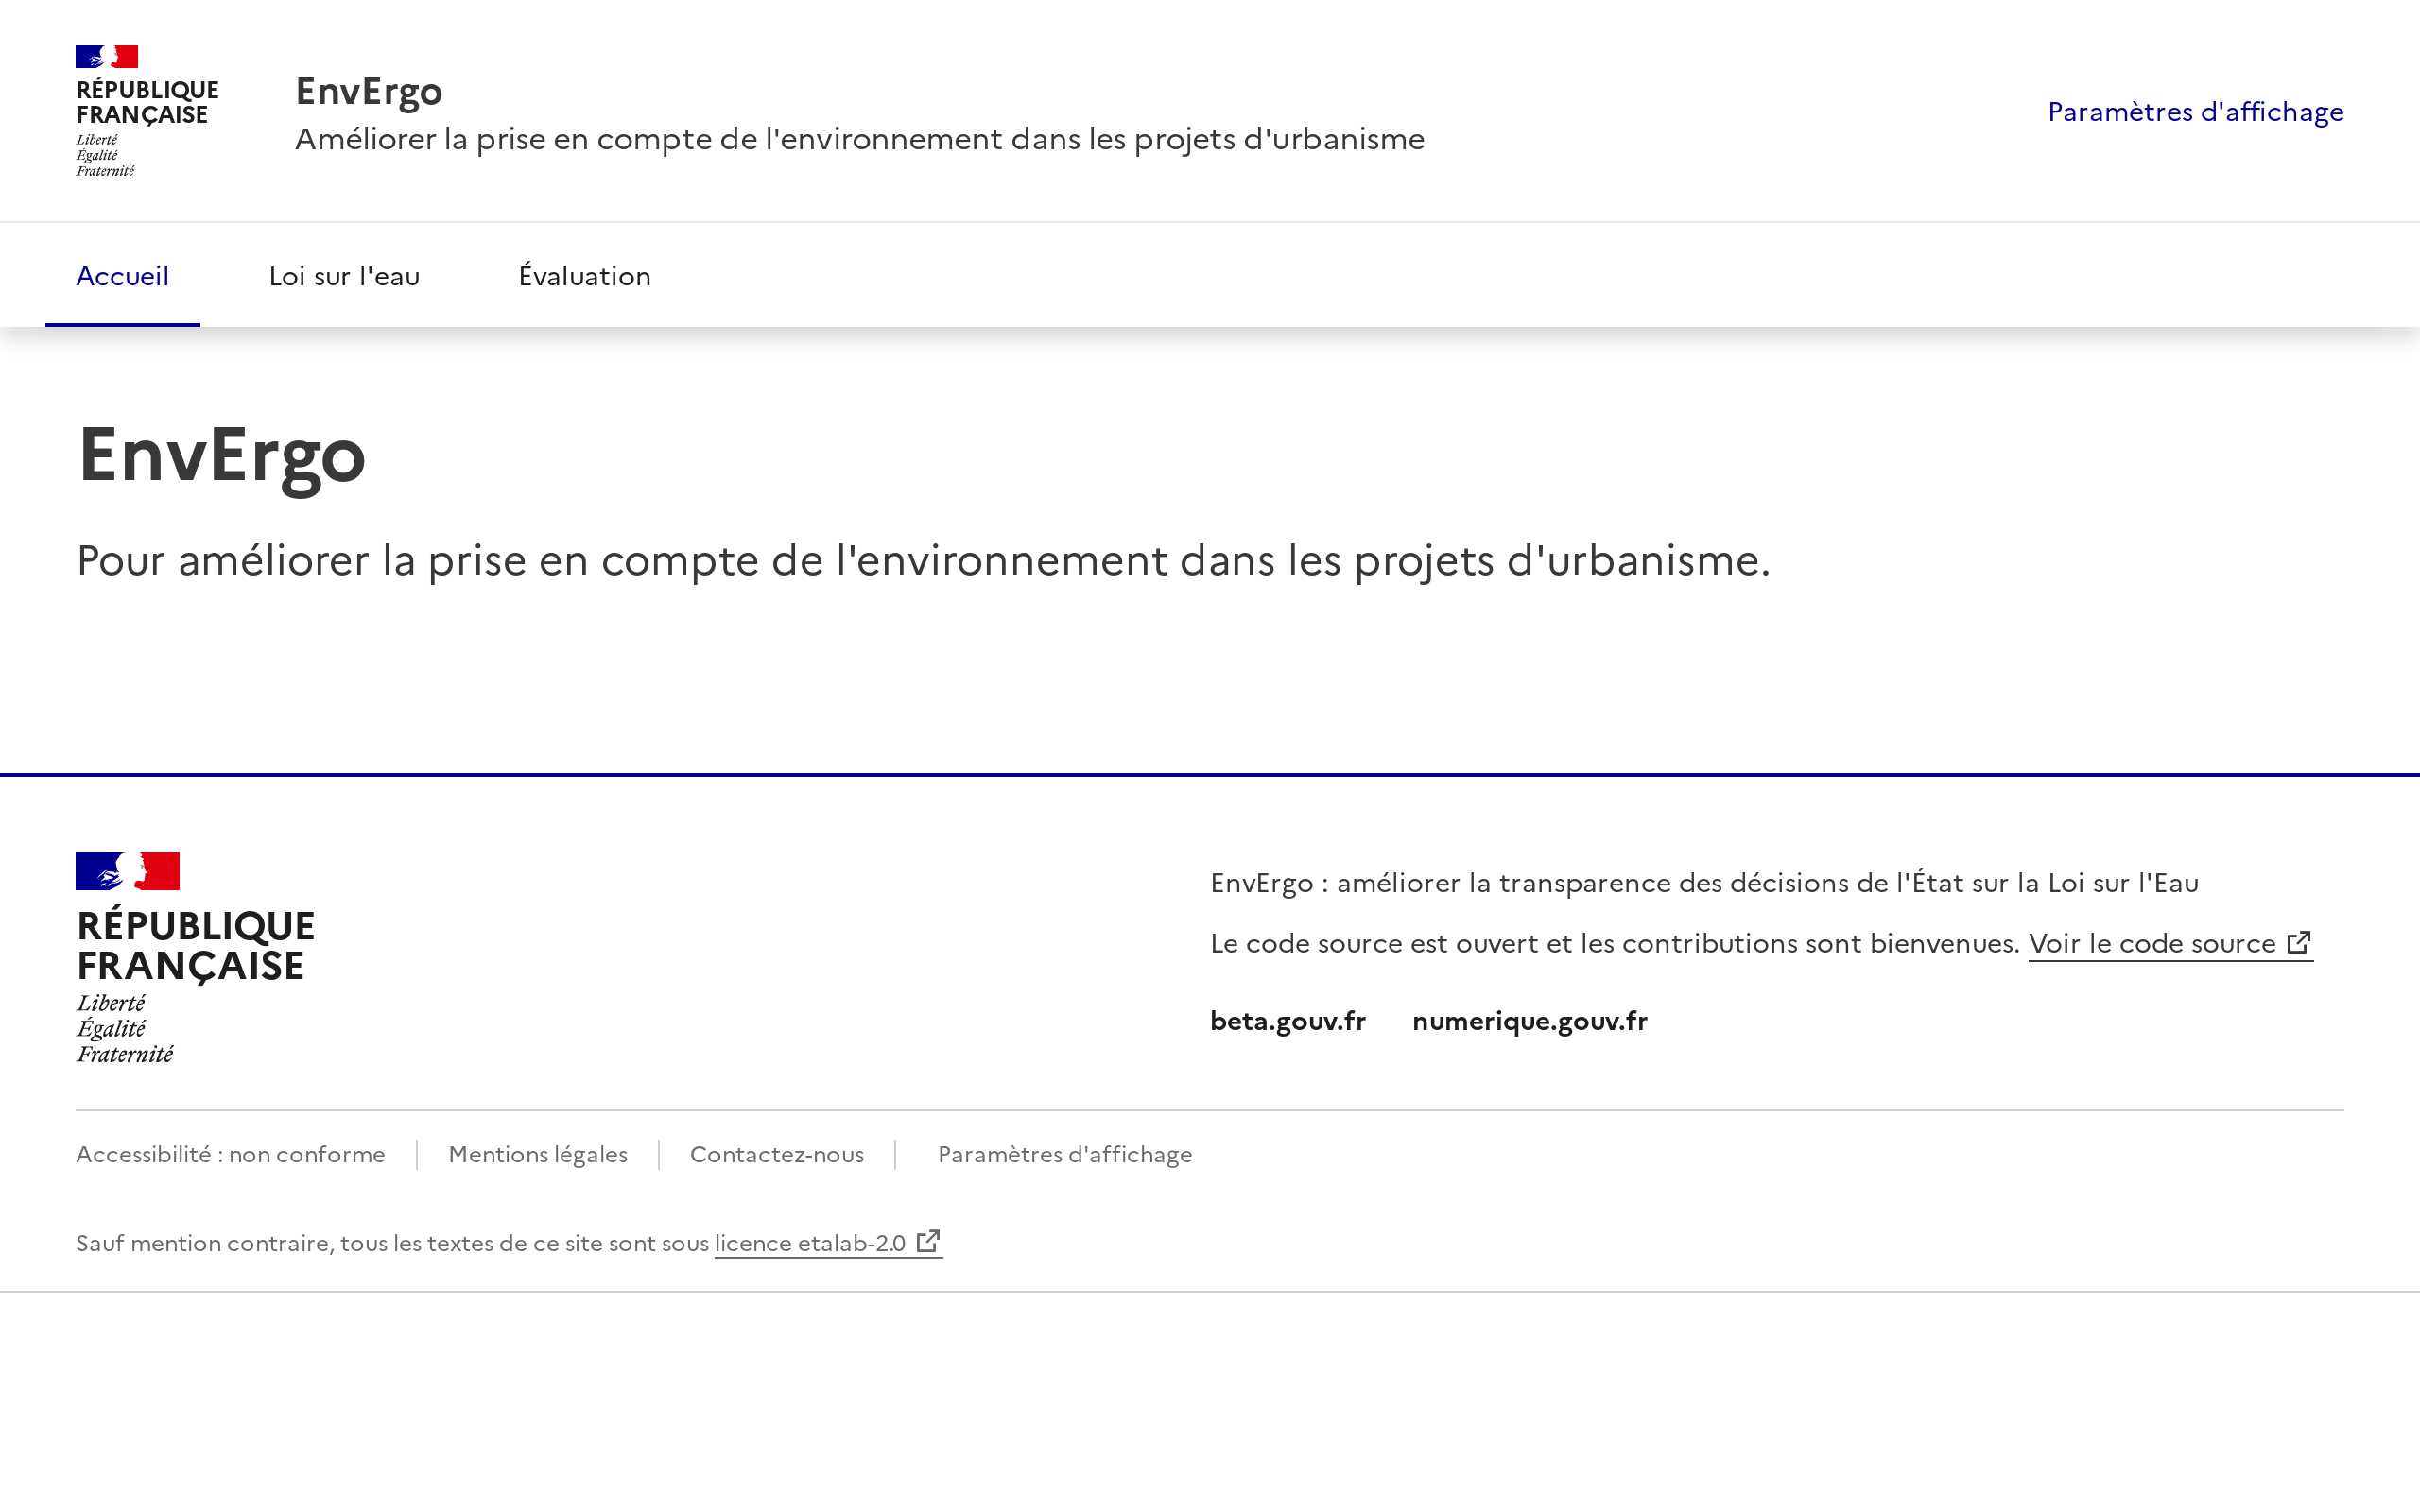 RÉPUBLIQUE
FRANÇAISE
Liberté
Égalité
Fraternité
EnvErgo
Améliorer la prise en compte de l'environnement dans les projets d'urbanisme
Paramètres d'affichage
Accueil
Loi sur l'eau
Évaluation
EnvErgo
Pour améliorer la prise en compte de l'environnement dans les projets d'urbanisme.
RÉPUBLIQUE
FRANÇAISE
Liberté
Égalité
Fraternité
EnvErgo : améliorer la transparence des décisions de l'État sur la Loi sur l'Eau
Le code source est ouvert et les contributions sont bienvenues. Voir le code source
beta.gouv.fr
numerique.gouv.fr
Accessibilité : non conforme
Mentions légales
Contactez-nous
Paramètres d'affichage
Sauf mention contraire, tous les textes de ce site sont sous licence etalab-2.0